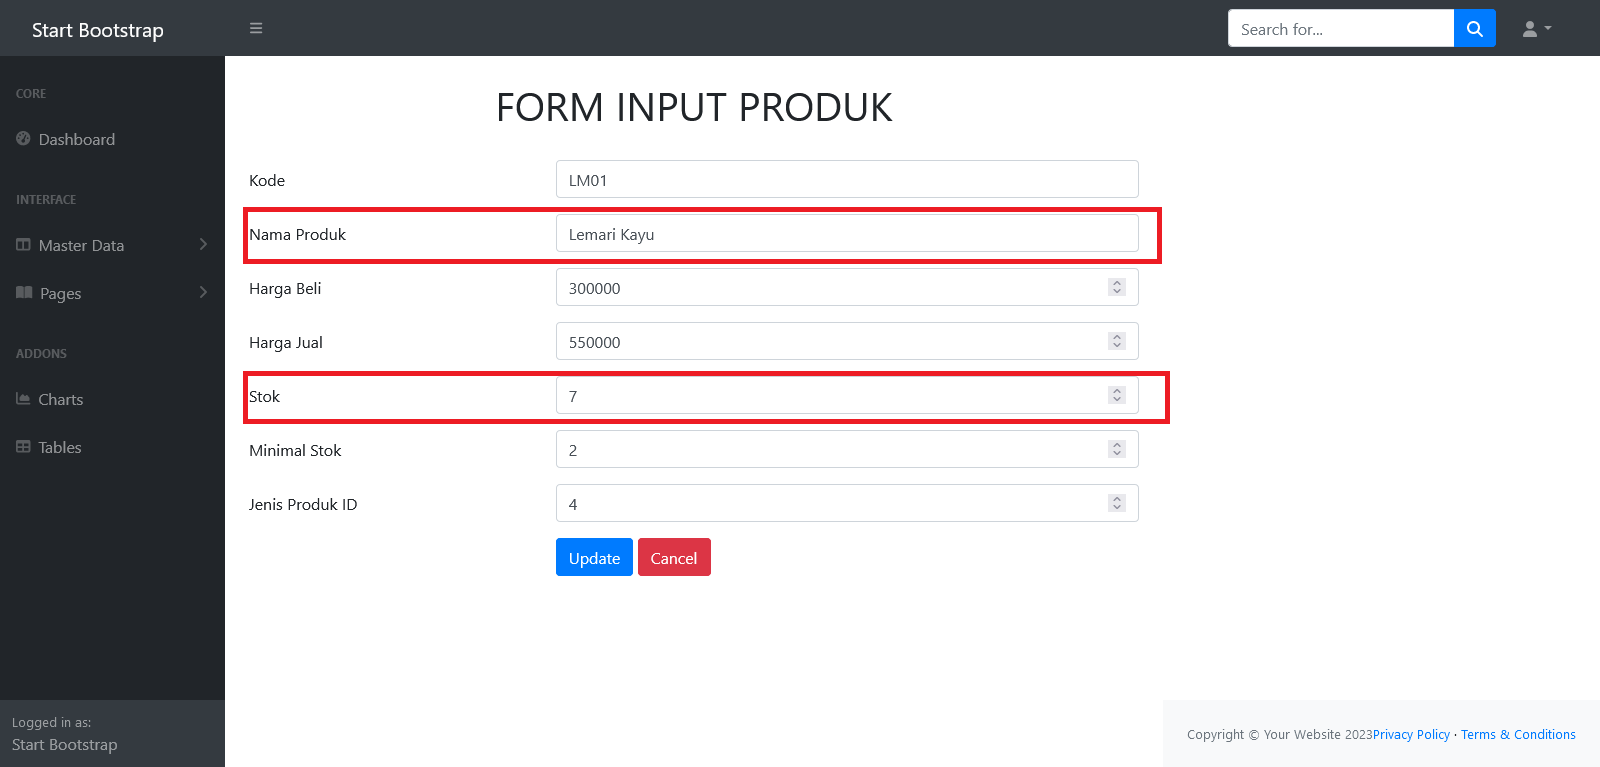 Start Bootstrap
Search for...
CORE
Dashboard
INTERFACE
Master Data
Pages
ADDONS
Charts
Tables
Logged in as:
Start Bootstrap
FORM INPUT PRODUK
Kode LM01
Nama Produk Lemari Kayu
Harga Beli 300000
Harga Jual 550000
Stok 7
Minimal Stok 2
Jenis Produk ID 4
Update Cancel
Copyright © Your Website 2023Privacy Policy · Terms & Conditions